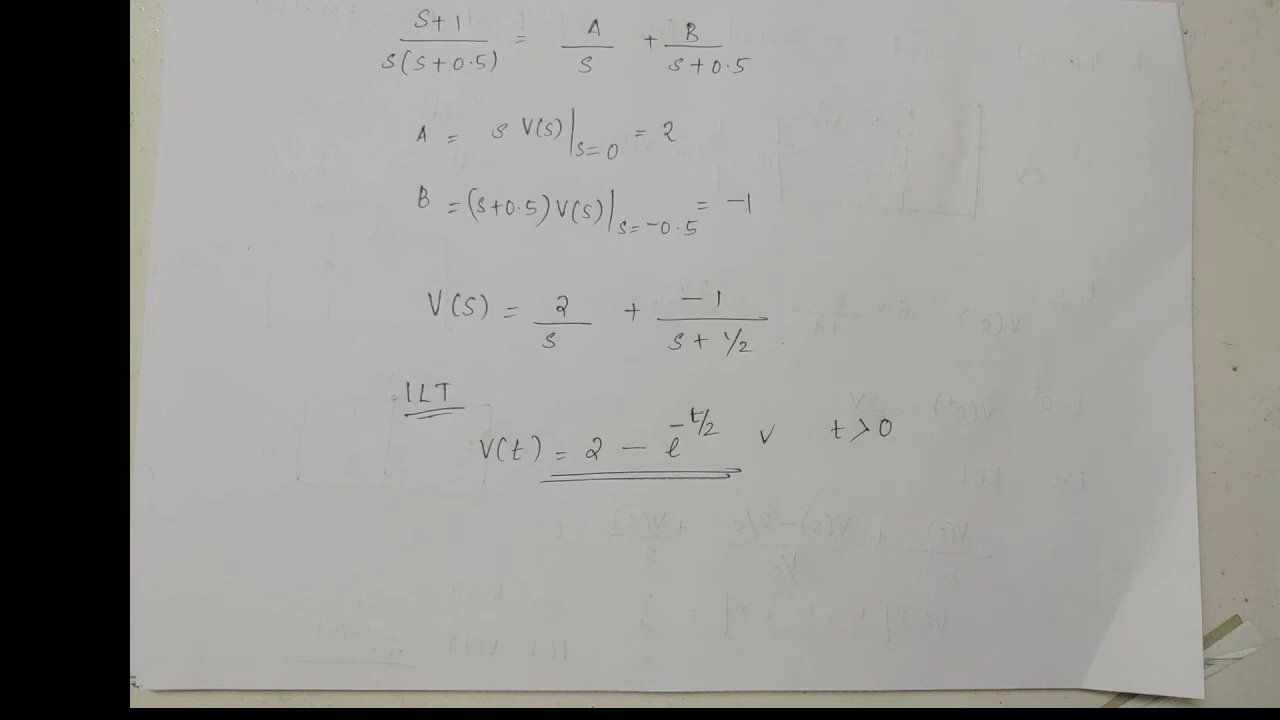 S+1 / S(S+0.5) = A / S + B / S+0.5
A = S V(S)|S=0 = 2
B = (S+0.5) V(S)|S=-0.5 = -1
V(S) = 2 / S + -1 / S + 1/2
ILT
V(t) = 2 - e^-t/2 V t>0